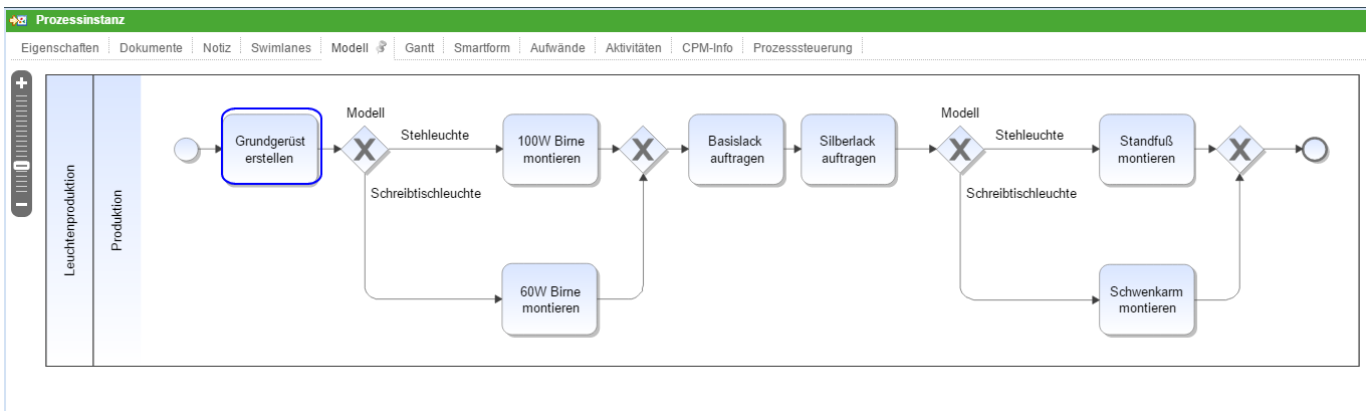 Prozessinstanz
Eigenschaften Dokumente Notiz Swimlanes Modell Gantt Smartform Aufwände Aktivitäten CPM-Info Prozesssteuerung
Leuchtenproduktion
Produktion
Grundgerüst
erstellen
Modell
Stehleuchte
Schreibtischleuchte
100W Birne
montieren
60W Birne
montieren
Basislack
auftragen
Silberlack
auftragen
Modell
Stehleuchte
Schreibtischleuchte
Standfuß
montieren
Schwenkarm
montieren